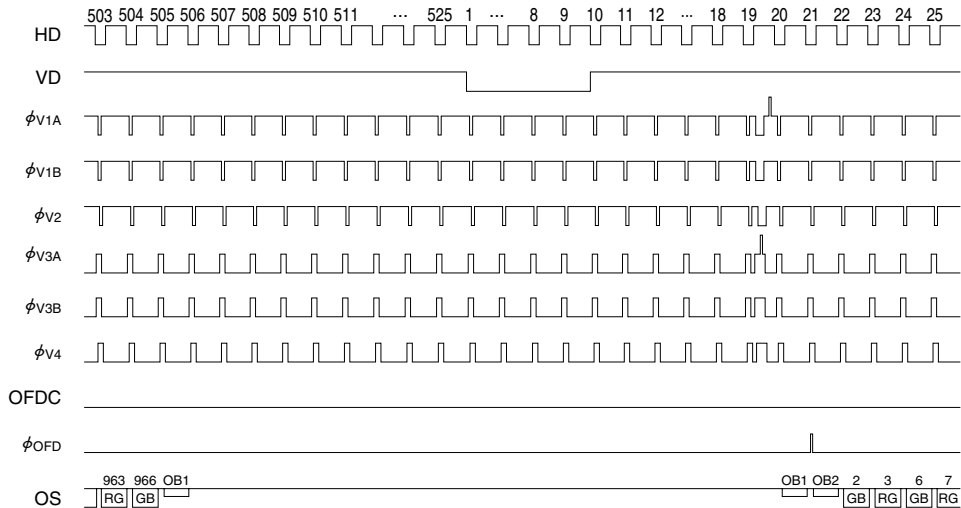 503 504 505 506 507 508 509 510 511 ... 525 1 ... 8 9 10 11 12 ... 18 19 20 21 22 23 24 25
HD
VD
ϕV1A
ϕV1B
ϕV2
ϕV3A
ϕV3B
ϕV4
OFDC
ϕOFD
963 966 OB1 OB1 OB2 2 3 6 7
OS RG GB GB RG GB RG